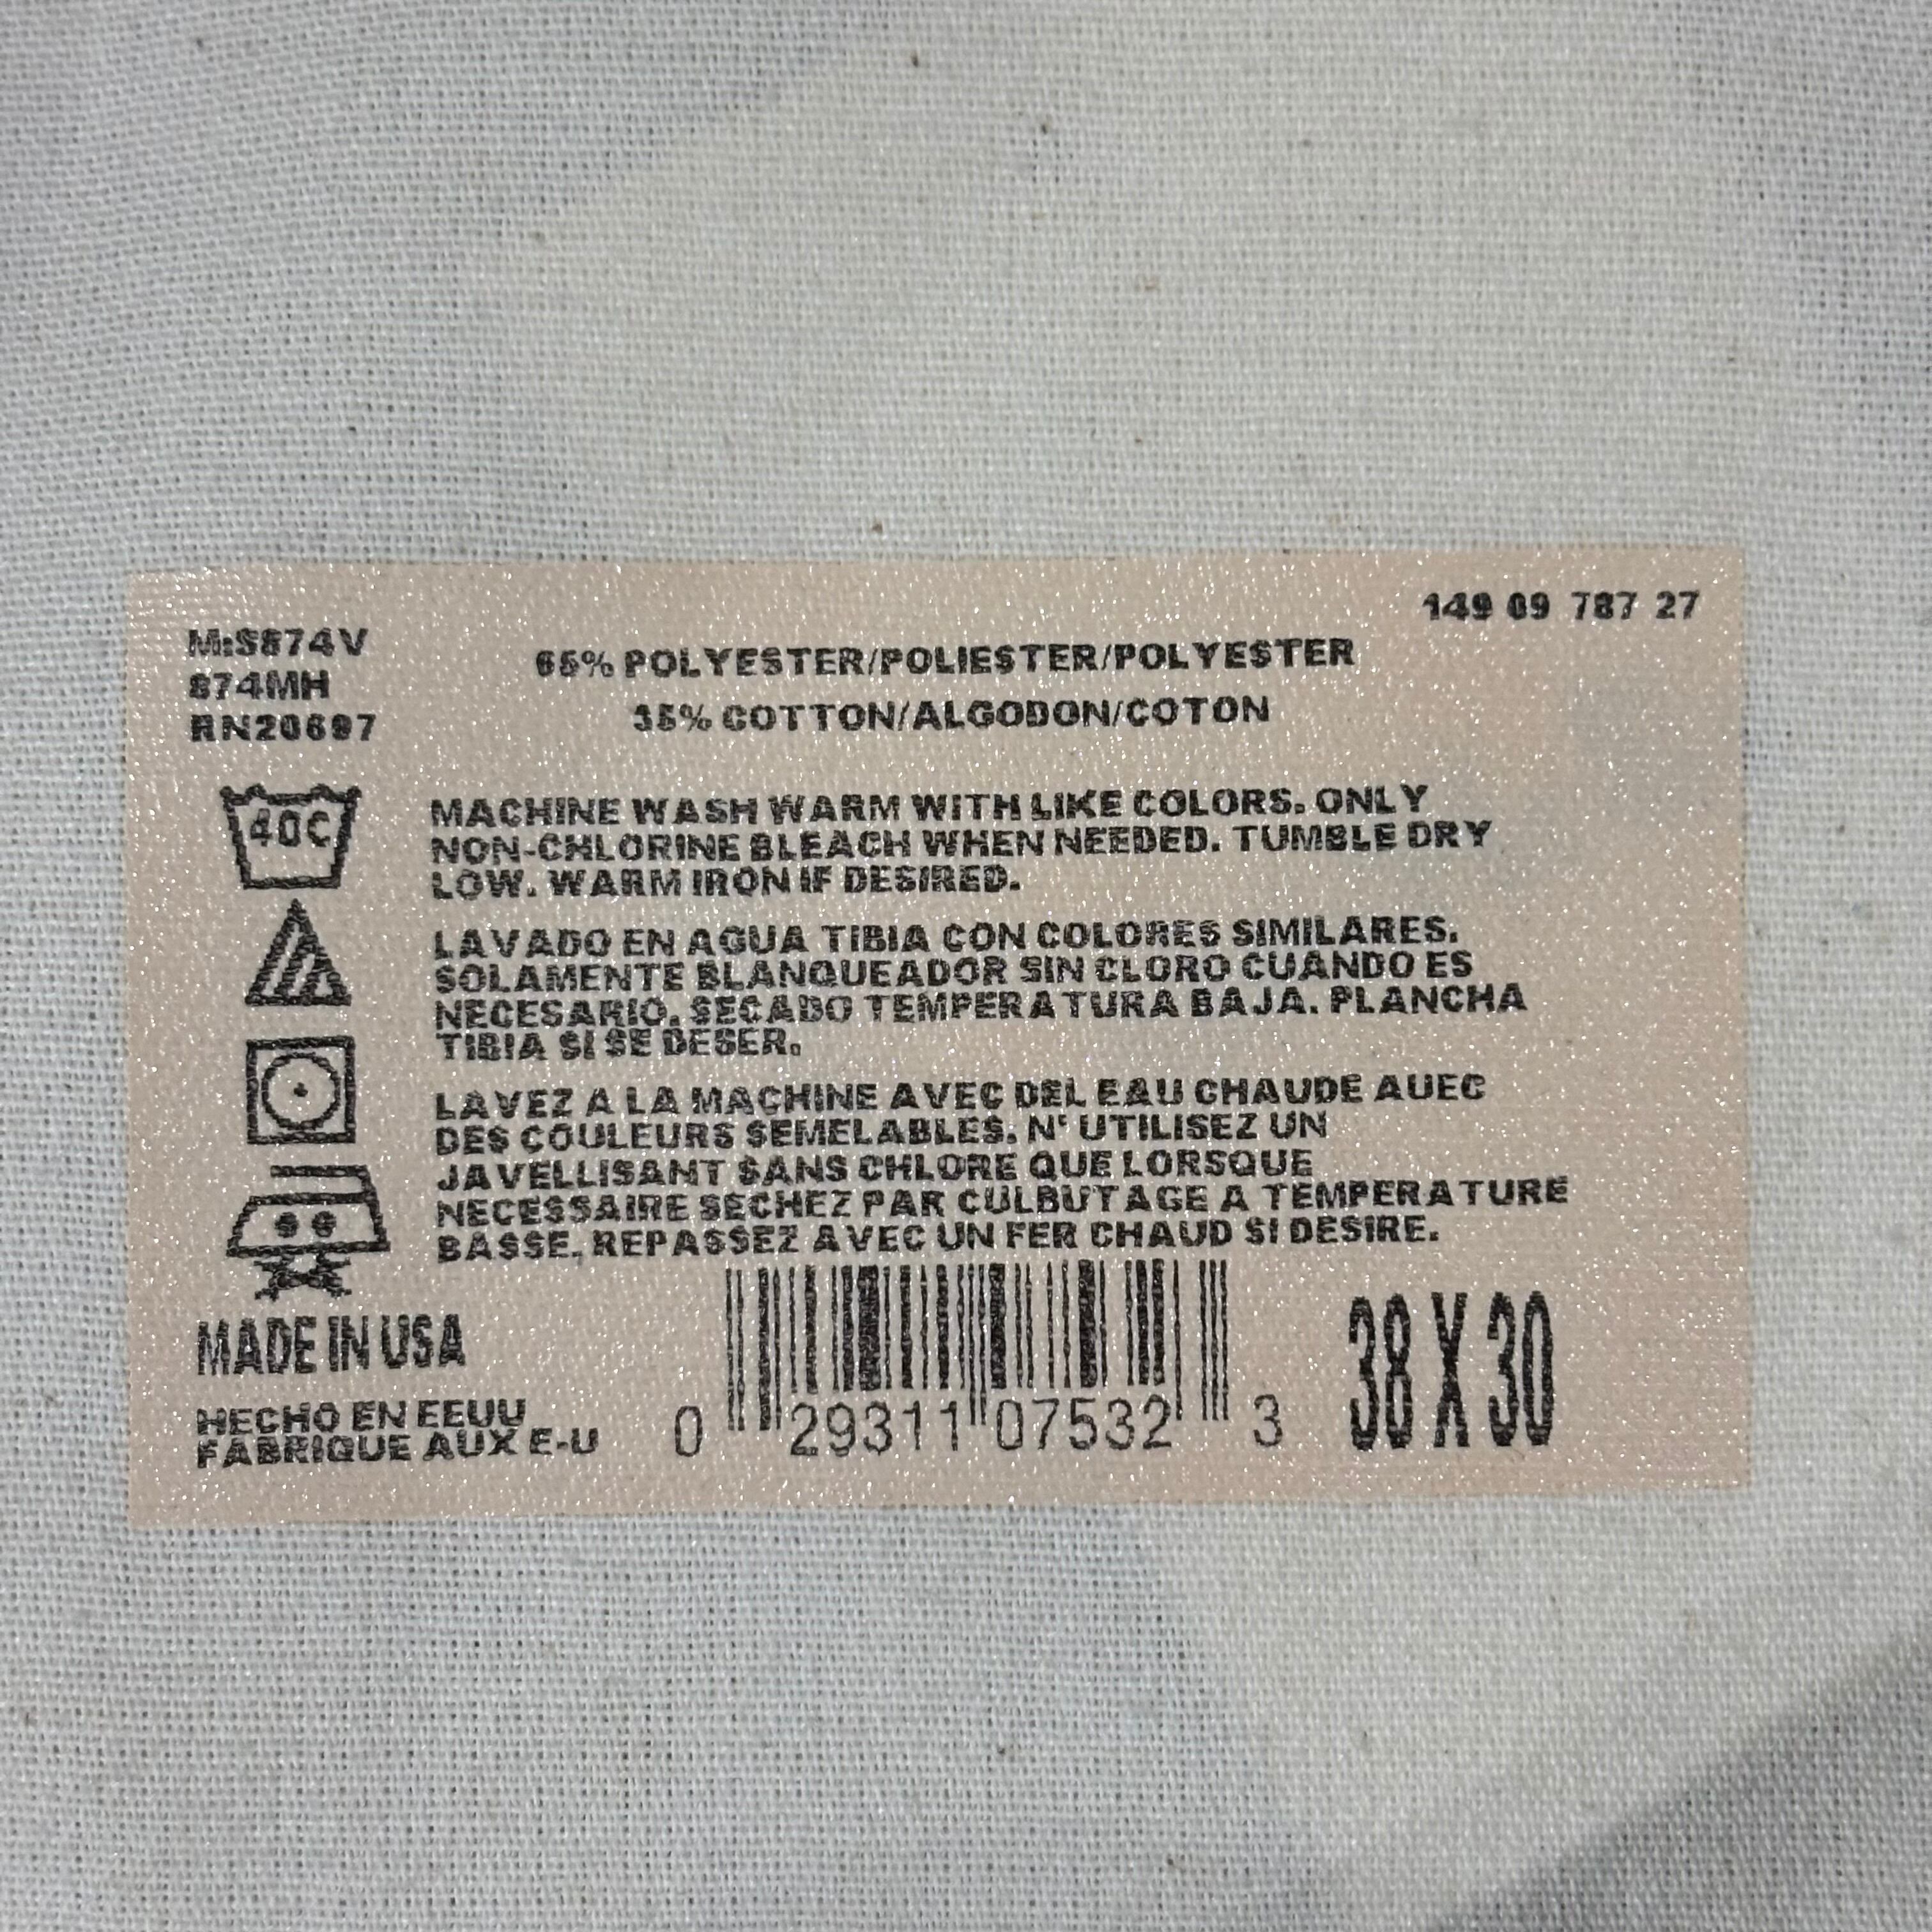 149 09 787 27
M:S874V
874MH
RN20697
65% POLYESTER/POLIESTER/POLYESTER
35% COTTON/ALGODON/COTON
40C
MACHINE WASH WARM WITH LIKE COLORS. ONLY
NON-CHLORINE BLEACH WHEN NEEDED. TUMBLE DRY
LOW. WARM IRON IF DESIRED.
LAVADO EN AGUA TIBIA CON COLORES SIMILARES.
SOLAMENTE BLANQUEADOR SIN CLORO CUANDO ES
NECESARIO. SECADO TEMPERATURA BAJA. PLANCHA
TIBIA SI SE DESER.
LAVEZ A LA MACHINE AVEC DEL EAU CHAUDE AUEC
DES COULEURS SEMELABLES. N' UTILISEZ UN
JAVELLISANT SANS CHLORE QUE LORSQUE
NECESSAIRE SECHEZ PAR CULBUTAGE A TEMPERATURE
BASSE. REPASSEZ AVEC UN FER CHAUD SI DESIRE.
MADE IN USA
HECHO EN EEUU
FABRIQUE AUX E-U
0 29311 07532 3
38 X 30